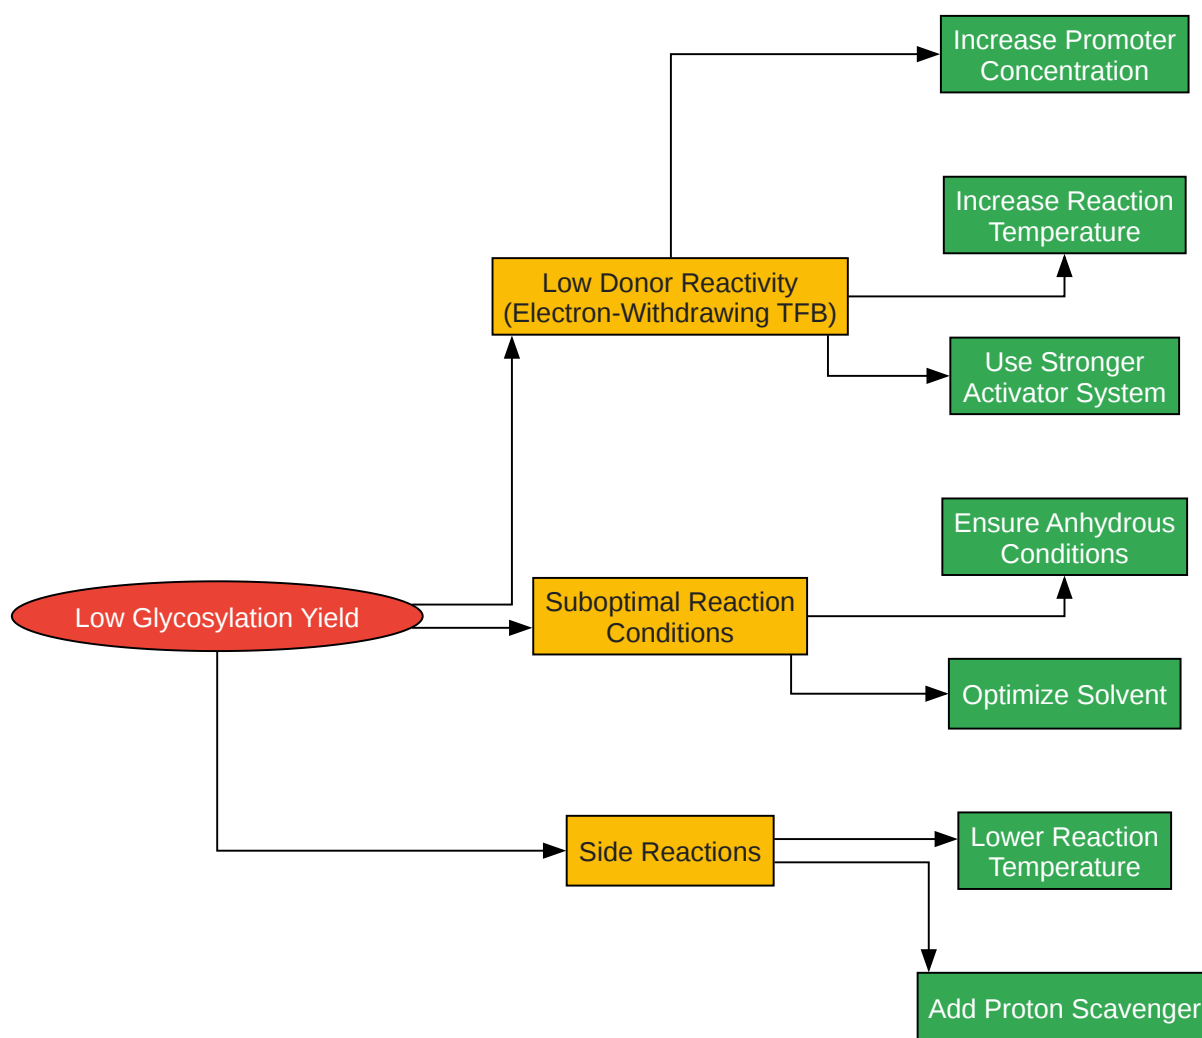 Increase Promoter
Concentration
Increase Reaction
Temperature
Low Donor Reactivity
(Electron-Withdrawing TFB)
Use Stronger
Activator System
Ensure Anhydrous
Conditions
Low Glycosylation Yield
Suboptimal Reaction
Conditions
Optimize Solvent
Side Reactions
Lower Reaction
Temperature
Add Proton Scavenger